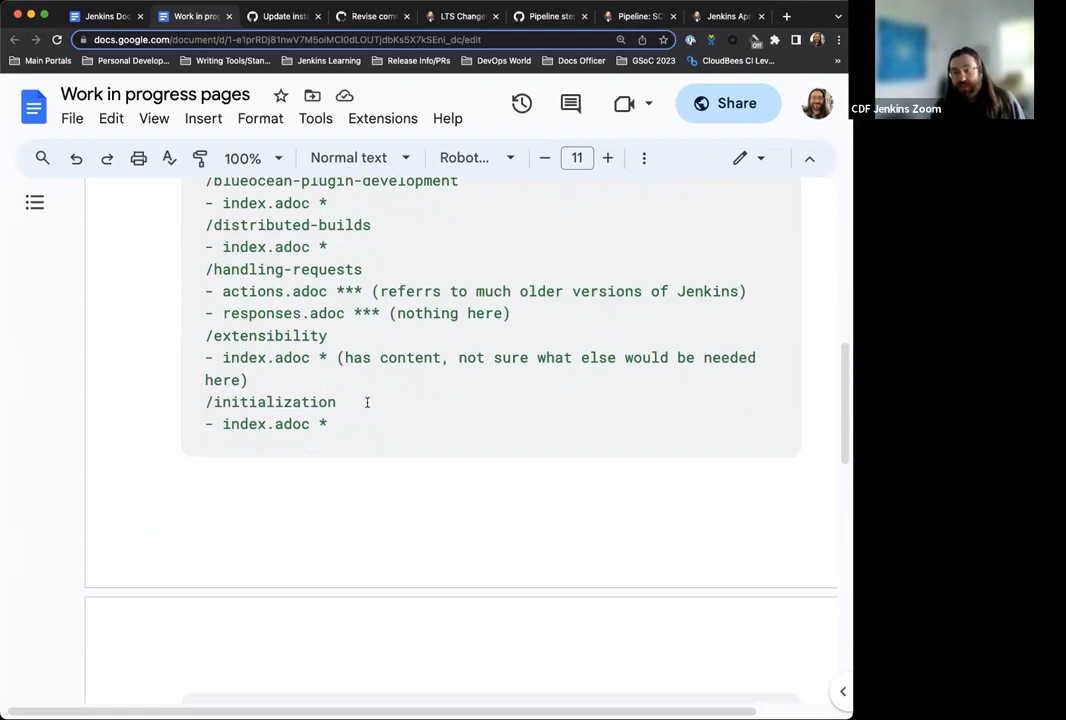 Jenkins Doc
Work in prog
Update inst
Revise comm
LTS Change
Pipeline ste
Pipeline: SC
Jenkins Apr
docs.google.com/document/d/1-e1prRDj81nwV7M5oiMCI0dLOUTjdbKs5X7kSEni_dc/edit
Off
Main Portals
Personal Develop...
Writing Tools/Stan...
Jenkins Learning
Release Info/PRs
DevOps World
Docs Officer
GSoC 2023
CloudBees CI Lev...
Work in progress pages
File Edit View Insert Format Tools Extensions Help
Share
100%
Normal text
Robot...
11
/blueocean-plugin-development
- index.adoc *
/distributed-builds
- index.adoc *
/handling-requests
- actions.adoc *** (referrs to much older versions of Jenkins)
- responses.adoc *** (nothing here)
/extensibility
- index.adoc * (has content, not sure what else would be needed
here)
/initialization
- index.adoc *
CDF Jenkins Zoom